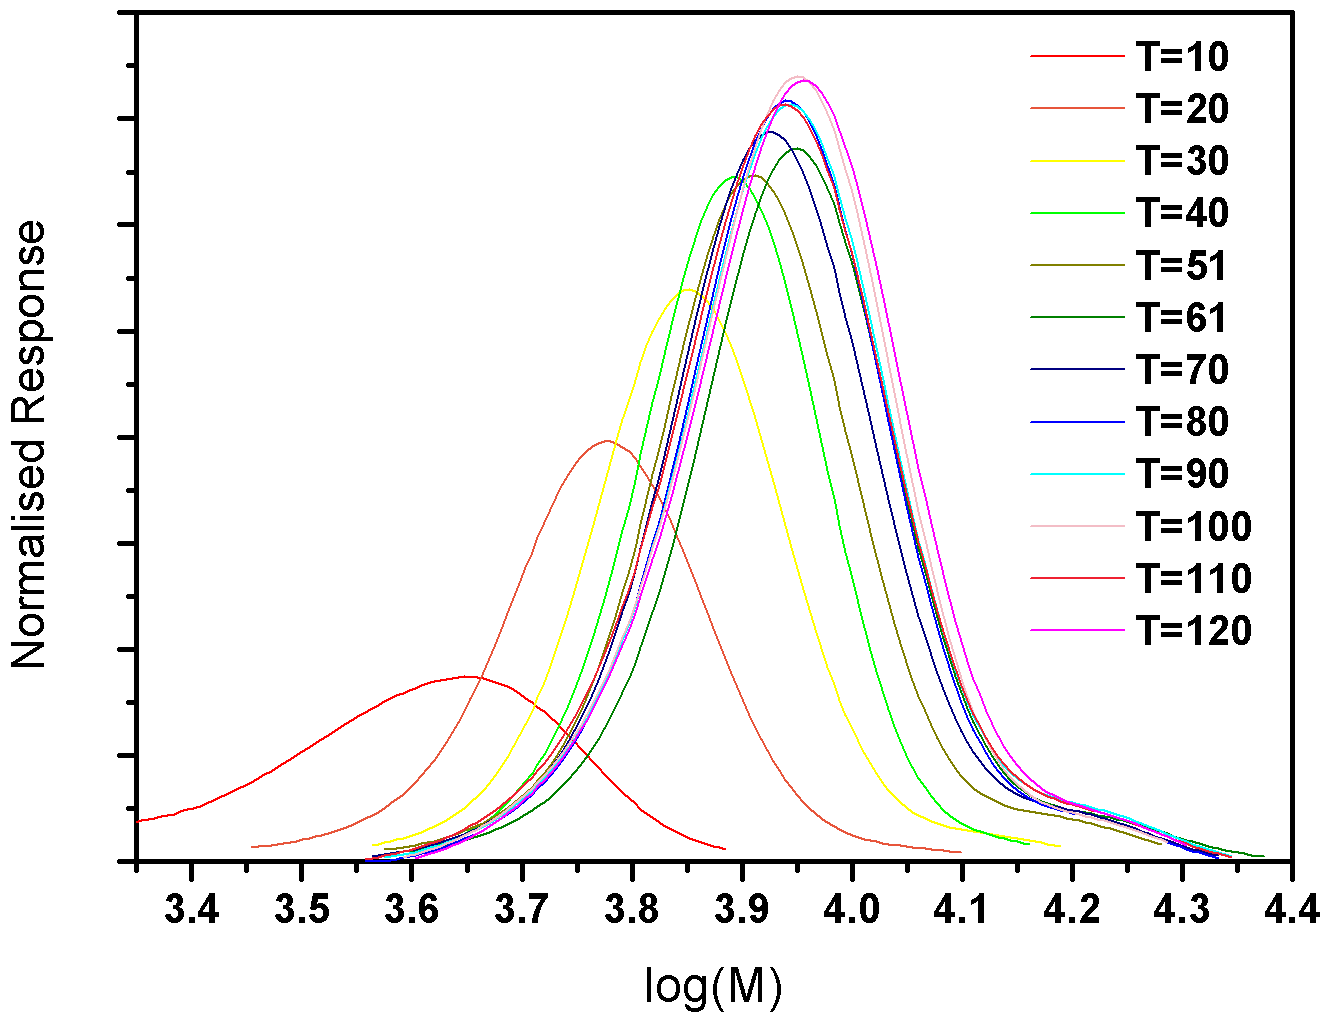 Normalised Response
T=10
T=20
T=30
T=40
T=51
T=61
T=70
T=80
T=90
T=100
T=110
T=120
3.4 3.5 3.6 3.7 3.8 3.9 4.0 4.1 4.2 4.3 4.4
log(M)